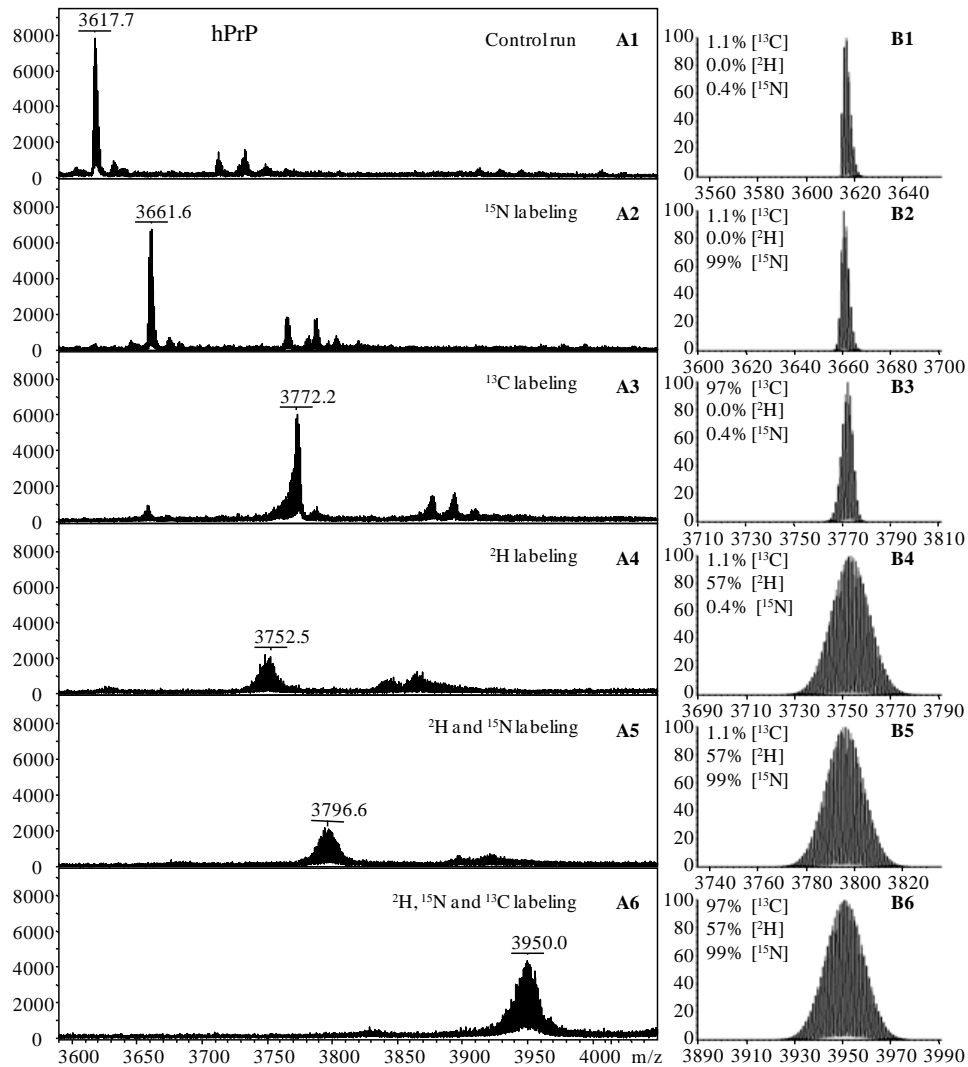 3617.7
hPrP
Control run
A1
8000
6000
4000
2000
0
100
80
60
40
20
0
1.1% [¹³C]
0.0% [²H]
0.4% [¹⁵N]
B1
3560 3580 3600 3620 3640
3661.6
¹⁵N labeling
A2
8000
6000
4000
2000
0
100
80
60
40
20
0
1.1% [¹³C]
0.0% [²H]
99% [¹⁵N]
B2
3600 3620 3640 3660 3680 3700
3772.2
¹³C labeling
A3
8000
6000
4000
2000
0
100
80
60
40
20
0
97% [¹³C]
0.0% [²H]
0.4% [¹⁵N]
B3
3710 3730 3750 3770 3790 3810
3752.5
²H labeling
A4
8000
6000
4000
2000
0
100
80
60
40
20
0
1.1% [¹³C]
57% [²H]
0.4% [¹⁵N]
B4
3690 3710 3730 3750 3770 3790
3796.6
²H and ¹⁵N labeling
A5
8000
6000
4000
2000
0
100
80
60
40
20
0
1.1% [¹³C]
57% [²H]
99% [¹⁵N]
B5
3740 3760 3780 3800 3820
3950.0
²H, ¹⁵N and ¹³C labeling
A6
8000
6000
4000
2000
0
3600 3650 3700 3750 3800 3850 3900 3950 4000 m/z
100
80
60
40
20
0
97% [¹³C]
57% [²H]
99% [¹⁵N]
B6
3890 3910 3930 3950 3970 3990